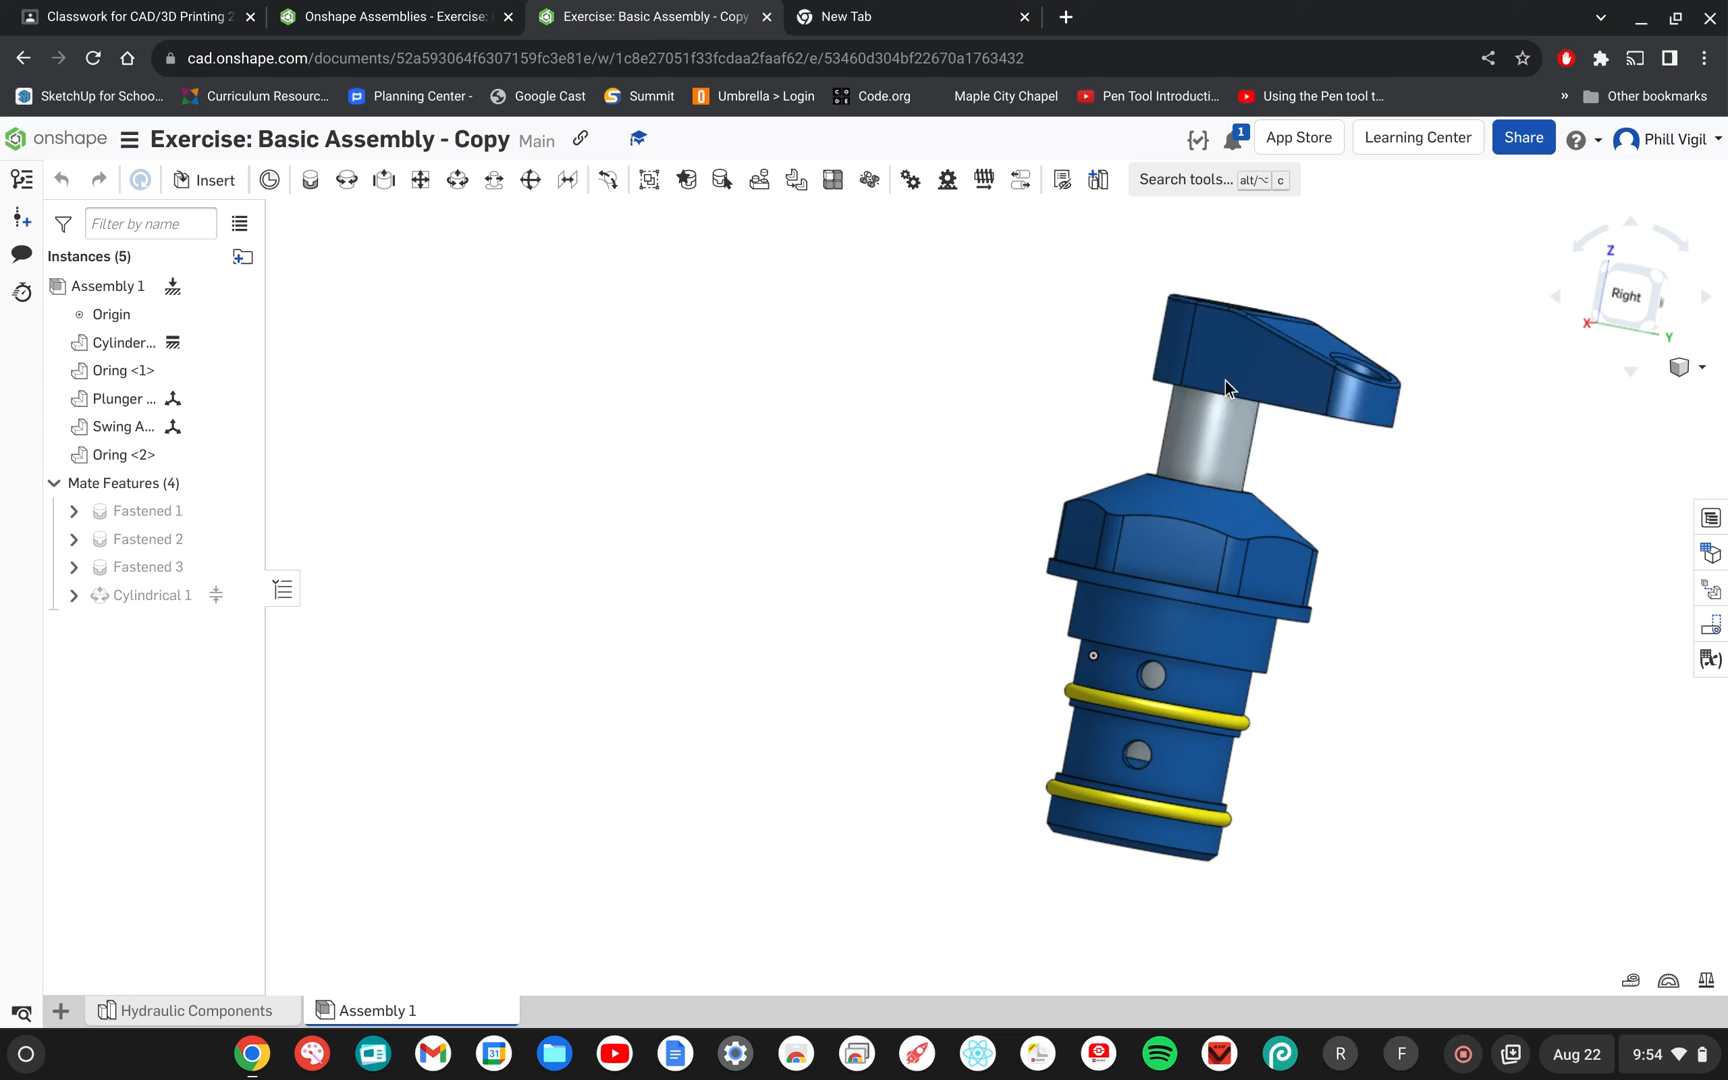 Classwork for CAD/3D Printing 2
Onshape Assemblies - Exercise:
Exercise: Basic Assembly - Copy
New Tab
cad.onshape.com/documents/52a593064f6307159fc3e81e/w/1c8e27051f33fcdaa2faaf62/e/53460d304bf22670a1763432
SketchUp for Schoo...
Curriculum Resourc...
Planning Center -
Google Cast
Summit
Umbrella > Login
Code.org
Maple City Chapel
Pen Tool Introducti...
Using the Pen tool t...
»
Other bookmarks
onshape
Exercise: Basic Assembly - Copy
Main
1
App Store
Learning Center
Share
Phill Vigil
Insert
Search tools...
alt/⌥
c
Filter by name
Instances (5)
Assembly 1
Origin
Cylinder...
Oring <1>
Plunger ...
Swing A...
Oring <2>
Mate Features (4)
Fastened 1
Fastened 2
Fastened 3
Cylindrical 1
Z
Right
X
Y
Hydraulic Components
Assembly 1
31
R
F
Aug 22
9:54